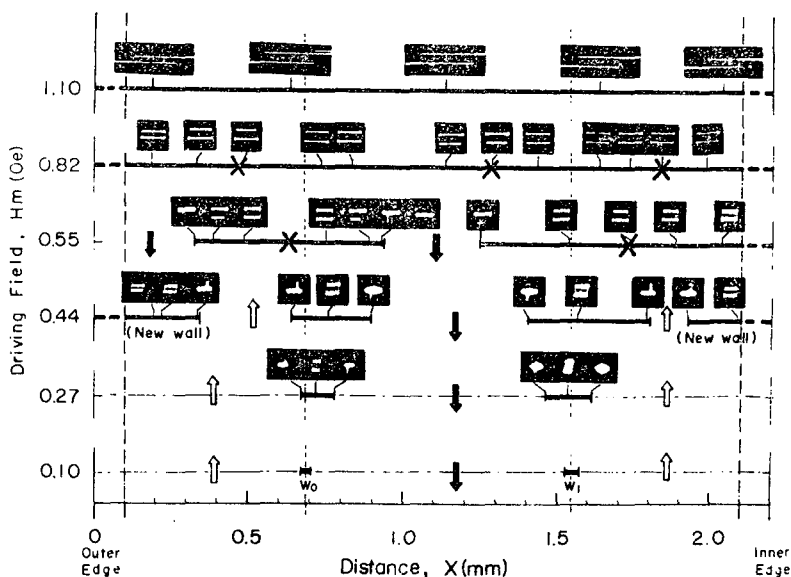 Driving Field, Hm (Oe)
1.10
0.82
0.55
0.44
(New wall)
(New wall)
0.27
0.10
W₀
W₁
0
0.5
1.0
1.5
2.0
Outer
Edge
Distance, X(mm)
Inner
Edge